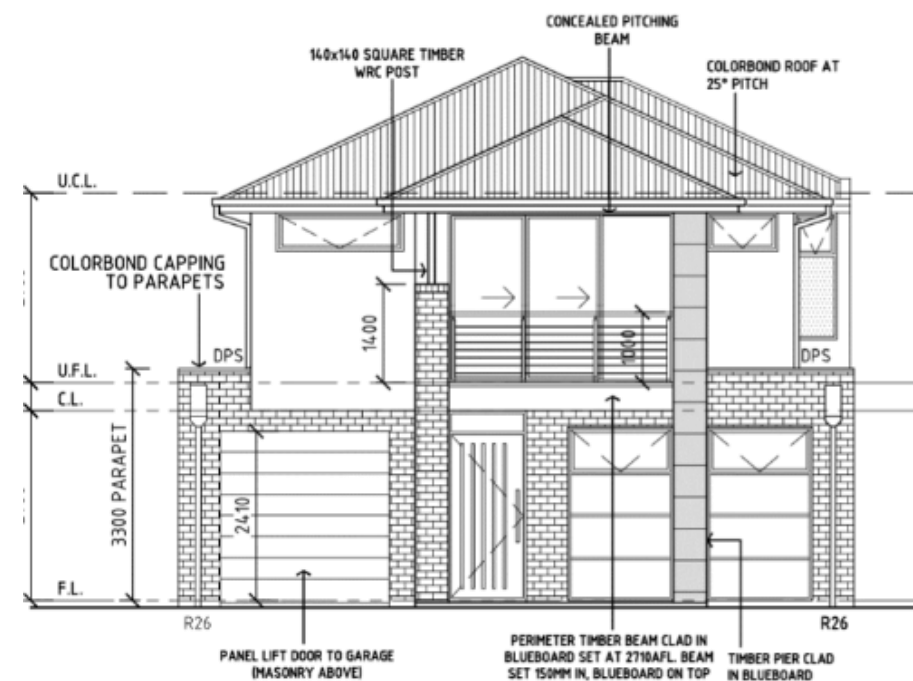 CONCEALED PITCHING
BEAM
140x140 SQUARE TIMBER
WRC POST
COLORBOND ROOF AT
25° PITCH
U.C.L.
COLORBOND CAPPING
TO PARAPETS
1400
1000
DPS
DPS
U.F.L.
C.L.
3300 PARAPET
2410
F.L.
R26
R26
PANEL LIFT DOOR TO GARAGE
(MASONRY ABOVE)
PERIMETER TIMBER BEAM CLAD IN
BLUEBOARD SET AT 2710AFL. BEAM
SET 150MM IN, BLUEBOARD ON TOP
TIMBER PIER CLAD
IN BLUEBOARD